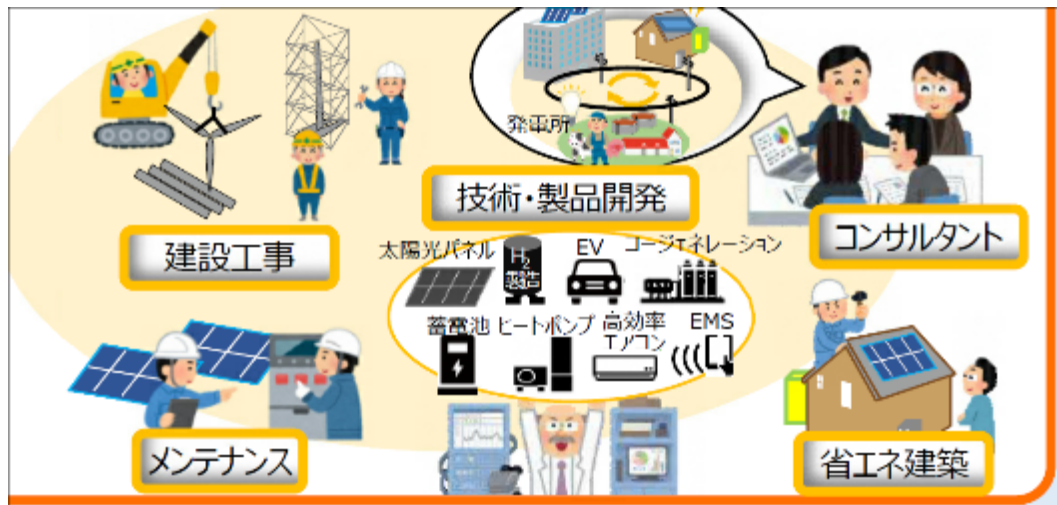 発電所
技術・製品開発
建設工事
コンサルタント
太陽光パネル
H2
製造
EV
コージェネレーション
蓄電池
ヒートポンプ
高効率
エアコン
EMS
メンテナンス
省エネ建築